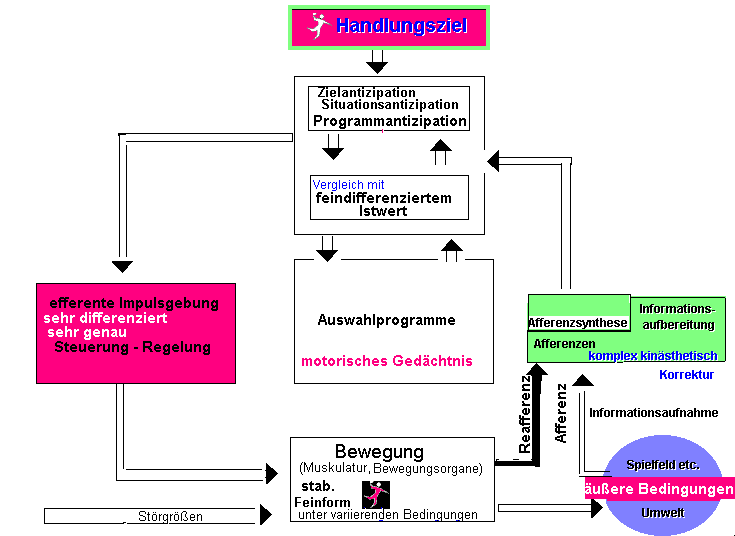 Handlungsziel
Zielantizipation
Situationsantizipation
Programmantizipation
Vergleich mit
feindifferenziertem
Istwert
efferente Impulsgebung
sehr differenziert
sehr genau
Steuerung - Regelung
Auswahlprogramme
motorisches Gedächtnis
Informations-
aufbereitung
Afferenzsynthese
Afferenzen
komplex kinästhetisch
Korrektur
Reafferenz
Afferenz
Informationsaufnahme
Bewegung
(Muskulatur, Bewegungsorgane)
stab.
Feinform
unter variierenden Bedingungen
Störgrößen
Spielfeld etc.
äußere Bedingungen
Umwelt